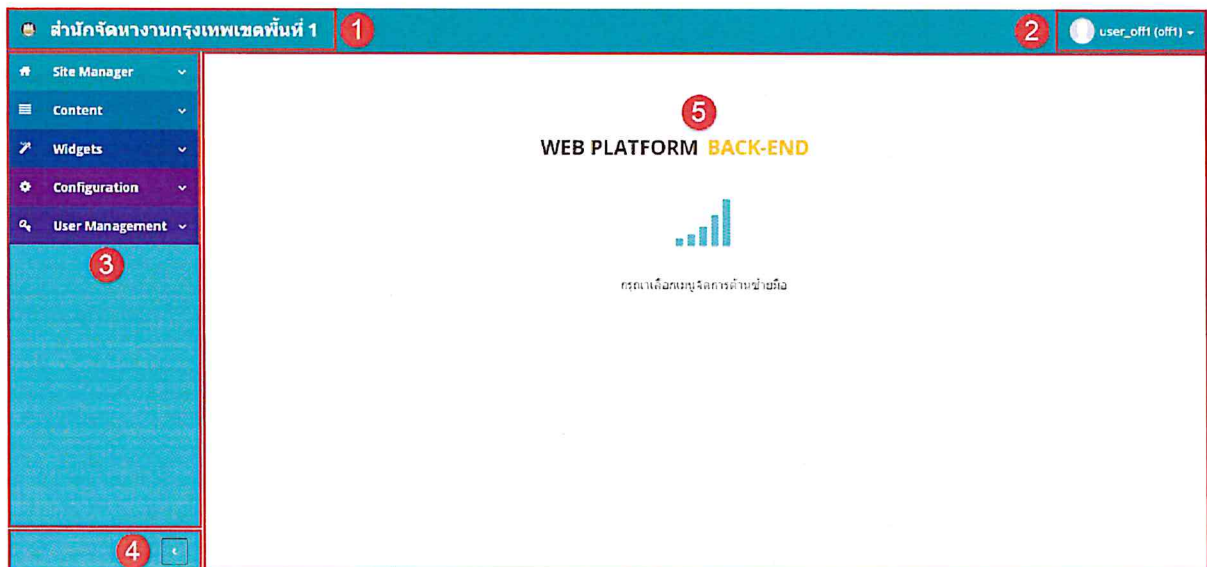 สำนักจัดหางานกรุงเทพเขตพื้นที่ 1
1
2
user_off1 (off1)
Site Manager
Content
Widgets
Configuration
User Management
3
4
5
WEB PLATFORM BACK-END
กรุณาเลือกเมนูจัดการด้านซ้ายมือ